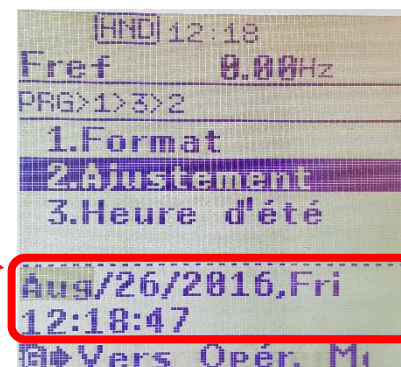 HND 12:18
Fref 0.00Hz
PRG>1>3>2
1.Format
2.Ajustement
3.Heure d'été
Aug/26/2016,Fri
12:18:47
Vers Opér.